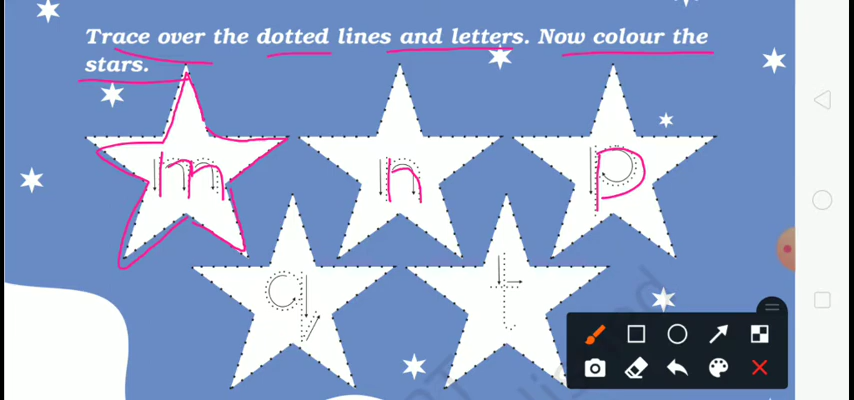 Trace over the dotted lines and letters. Now colour the
stars.
m n p
q t